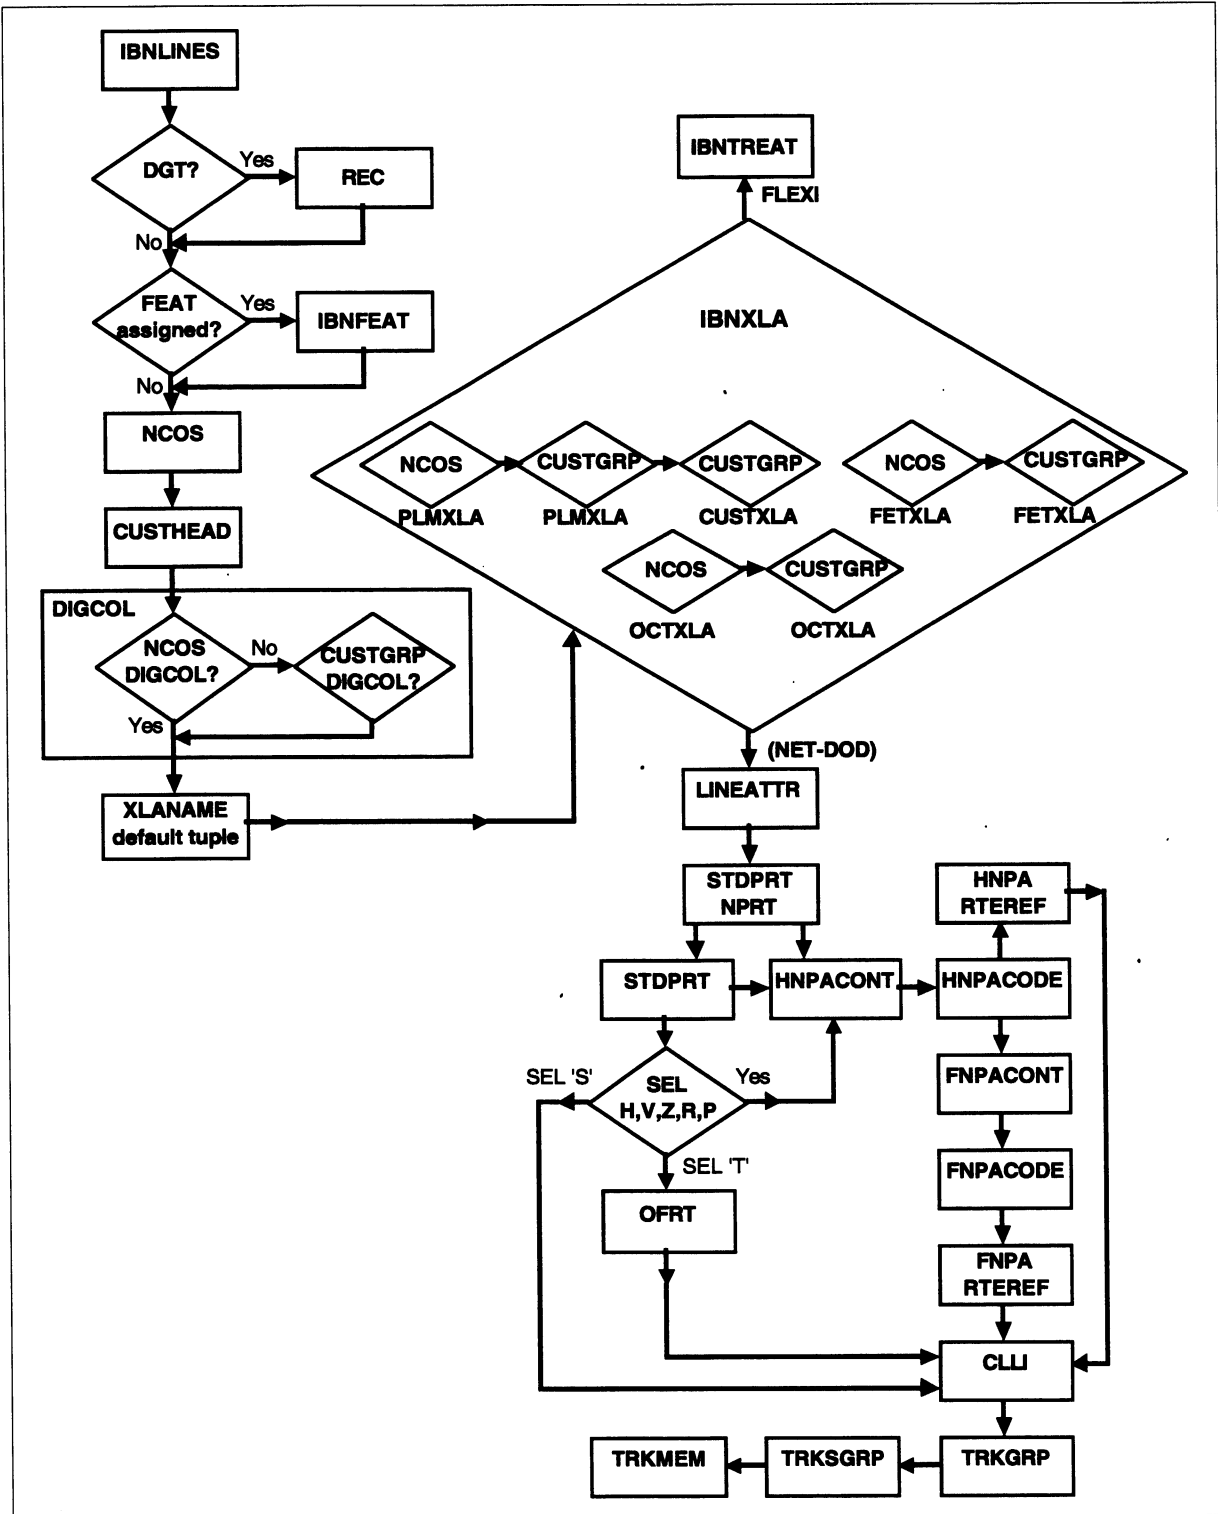 IBNLINES
DGT?
Yes
REC
No
FEAT
assigned?
Yes
IBNFEAT
No
NCOS
CUSTHEAD
DIGCOL
NCOS
DIGCOL?
No
CUSTGRP
DIGCOL?
Yes
XLANAME
default tuple
IBNTREAT
FLEXI
IBNXLA
NCOS
CUSTGRP
CUSTGRP
NCOS
CUSTGRP
PLMXLA
PLMXLA
CUSTXLA
FETXLA
FETXLA
NCOS
CUSTGRP
OCTXLA
OCTXLA
(NET-DOD)
LINEATTR
STDPRT
NPRT
HNPA
RTEREF
STDPRT
HNPACONT
HNPACODE
SEL 'S'
SEL
H,V,Z,R,P
Yes
FNPACONT
SEL 'T'
FNPACODE
OFRT
FNPA
RTEREF
CLLI
TRKMEM
TRKSGRP
TRKGRP